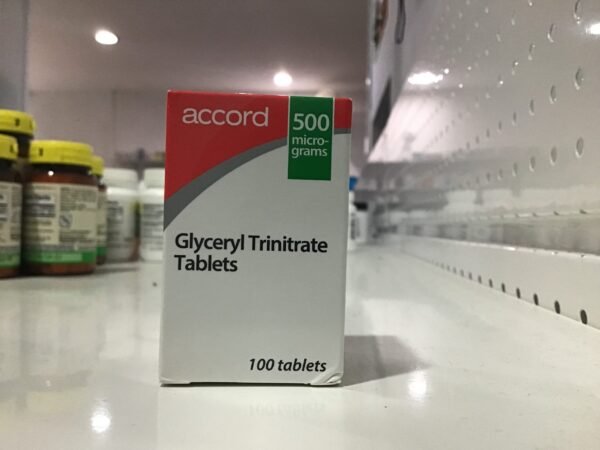 accord
500
micro-
grams
Glyceryl Trinitrate
Tablets
100 tablets